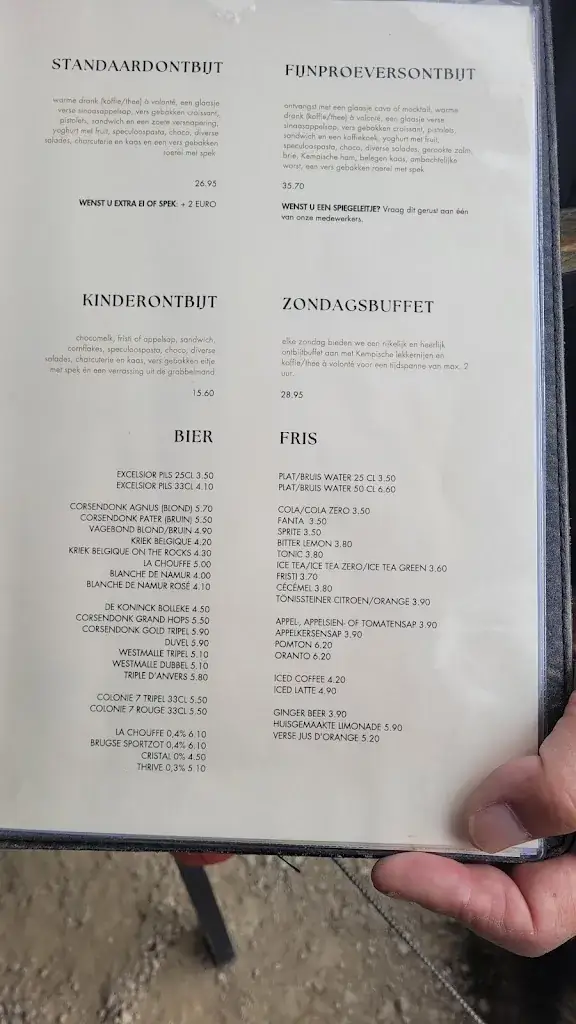 STANDAARDONTBIJT
warme drank (koffie/thee) à volonté, een glaasje
verse sinaasappelsap, vers gebakken croissant,
pistolets, sandwich en een zoete versnapering,
yoghurt met fruit, speculoospasta, choco, diverse
salades, charcuterie en kaas en een vers gebakken
roerei met spek
26.95
WENST U EXTRA EI OF SPEK: + 2 EURO
FIJNPROEVERSONTBIJT
ontvangst met een glaasje cava of mocktail, warme
drank (koffie/thee) à volonté, een glaasje verse
sinaasappelsap, vers gebakken croissant, pistolets,
sandwich en een koffiekoek, yoghurt met fruit,
speculoospasta, choco, diverse salades, gerookte zalm,
brie, Kempische ham, belegen kaas, ambachtelijke
worst, een vers gebakken roerei met spek
35.70
WENST U EEN SPIEGELEITJE? Vraag dit gerust aan één
van onze medewerkers.
KINDERONTBIJT
chocomelk, fristi of appelsap, sandwich,
cornflakes, speculoospasta, choco, diverse
salades, charcuterie en kaas, vers gebakken eitje
met spek én een verrassing uit de grabbelmand
15.60
ZONDAGSBUFFET
elke zondag bieden we een rijkelijk en heerlijk
ontbijtbuffet aan met Kempische lekkernijen en
koffie/thee à volonté voor een tijdspanne van max. 2
uur.
28.95
BIER
EXCELSIOR PILS 25CL 3.50
EXCELSIOR PILS 33CL 4.10
CORSENDONK AGNUS (BLOND) 5.70
CORSENDONK PATER (BRUIN) 5.50
VAGEBOND BLOND/BRUIN 4.90
KRIEK BELGIQUE 4.20
KRIEK BELGIQUE ON THE ROCKS 4.30
LA CHOUFFE 5.00
BLANCHE DE NAMUR 4.00
BLANCHE DE NAMUR ROSÉ 4.10
DE KONINCK BOLLEKE 4.50
CORSENDONK GRAND HOPS 5.50
CORSENDONK GOLD TRIPEL 5.90
DUVEL 5.90
WESTMALLE TRIPEL 5.10
WESTMALLE DUBBEL 5.10
TRIPLE D'ANVERS 5.80
COLONIE 7 TRIPEL 33CL 5.50
COLONIE 7 ROUGE 33CL 5.50
LA CHOUFFE 0,4% 6.10
BRUGSE SPORTZOT 0,4% 6.10
CRISTAL 0% 4.50
THRIVE 0,3% 5.10
FRIS
PLAT/BRUIS WATER 25 CL 3.50
PLAT/BRUIS WATER 50 CL 6.60
COLA/COLA ZERO 3.50
FANTA 3.50
SPRITE 3.50
BITTER LEMON 3.80
TONIC 3.80
ICE TEA/ICE TEA ZERO/ICE TEA GREEN 3.60
FRISTI 3.70
CÉCÉMEL 3.80
TÖNISSTEINER CITROEN/ORANGE 3.90
APPEL-, APPELSIEN- OF TOMATENSAP 3.90
APPELKERSENSAP 3.90
POMTON 6.20
ORANTO 6.20
ICED COFFEE 4.20
ICED LATTE 4.90
GINGER BEER 3.90
HUISGEMAAKTE LIMONADE 5.90
VERSE JUS D'ORANGE 5.20